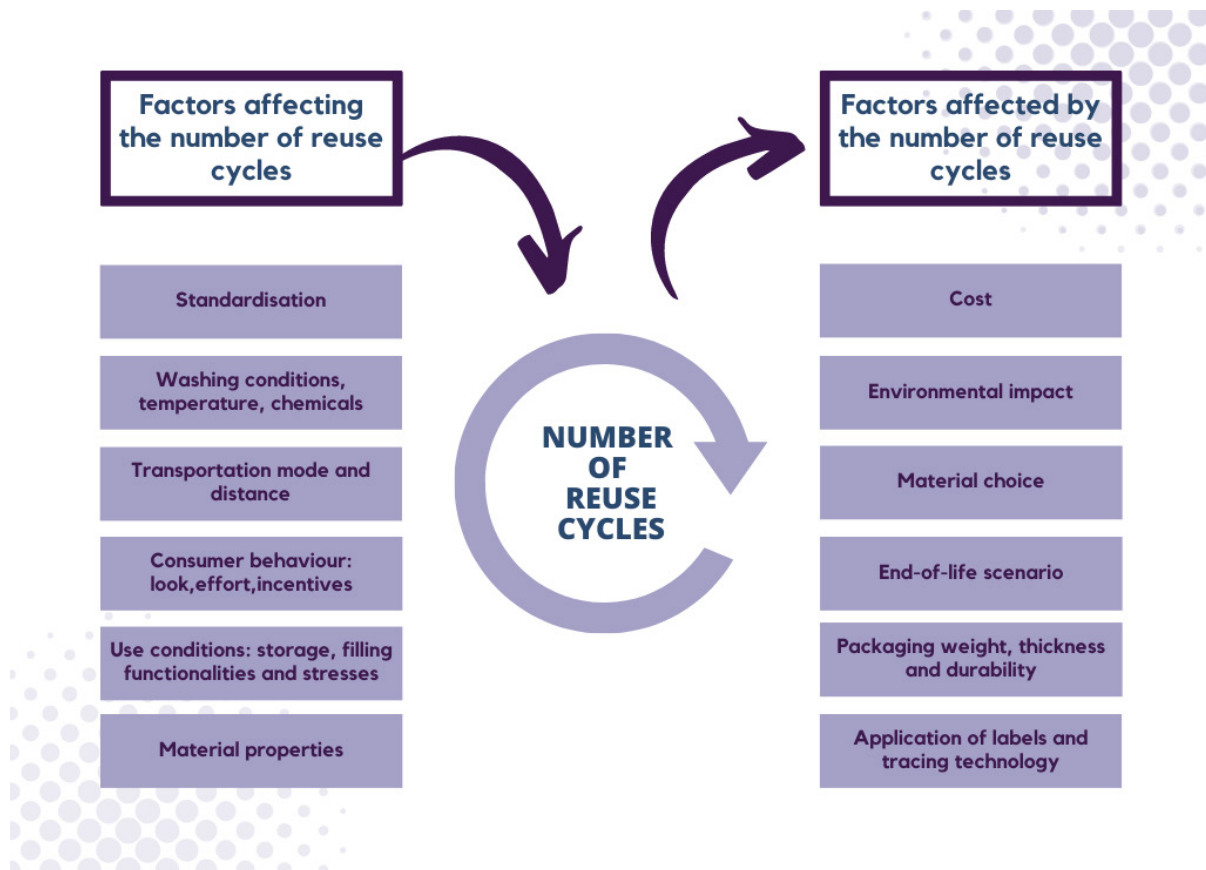 Factors affecting
the number of reuse
cycles
Standardisation
Washing conditions,
temperature, chemicals
Transportation mode and
distance
Consumer behaviour:
look,effort,incentives
Use conditions: storage, filling
functionalities and stresses
Material properties
NUMBER
OF
REUSE
CYCLES
Factors affected by
the number of reuse
cycles
Cost
Environmental impact
Material choice
End-of-life scenario
Packaging weight, thickness
and durability
Application of labels and
tracing technology